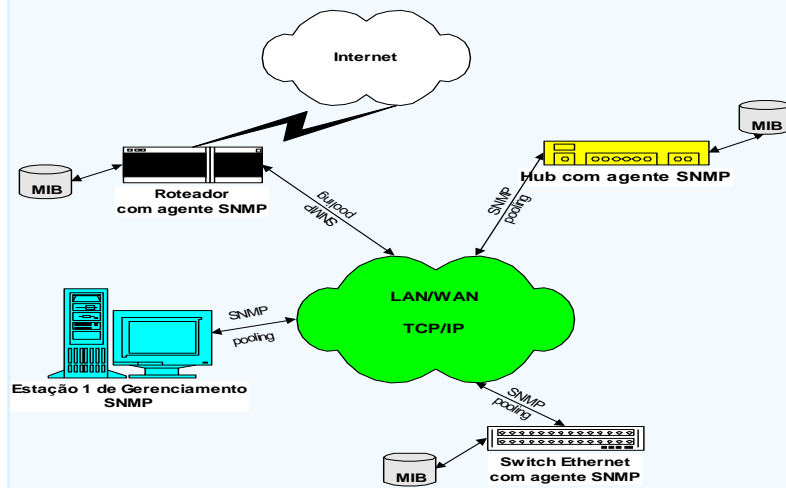 Internet
MIB
MIB
Roteador
com agente SNMP
Hub com agente SNMP
SNMP
pooling
SNMP
pooling
LAN/WAN
TCP/IP
SNMP
pooling
Estação 1 de Gerenciamento
SNMP
SNMP
pooling
Switch Ethernet
com agente SNMP
MIB